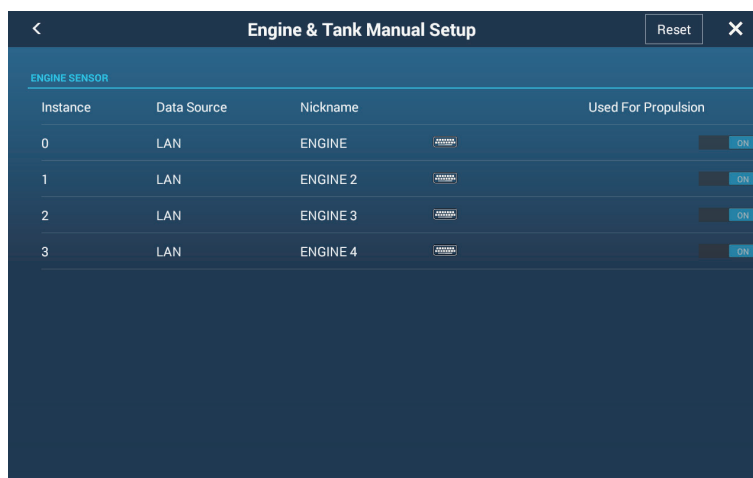 Engine & Tank Manual Setup Reset
ENGINE SENSOR
Instance Data Source Nickname Used For Propulsion
0 LAN ENGINE ON
1 LAN ENGINE 2 ON
2 LAN ENGINE 3 ON
3 LAN ENGINE 4 ON